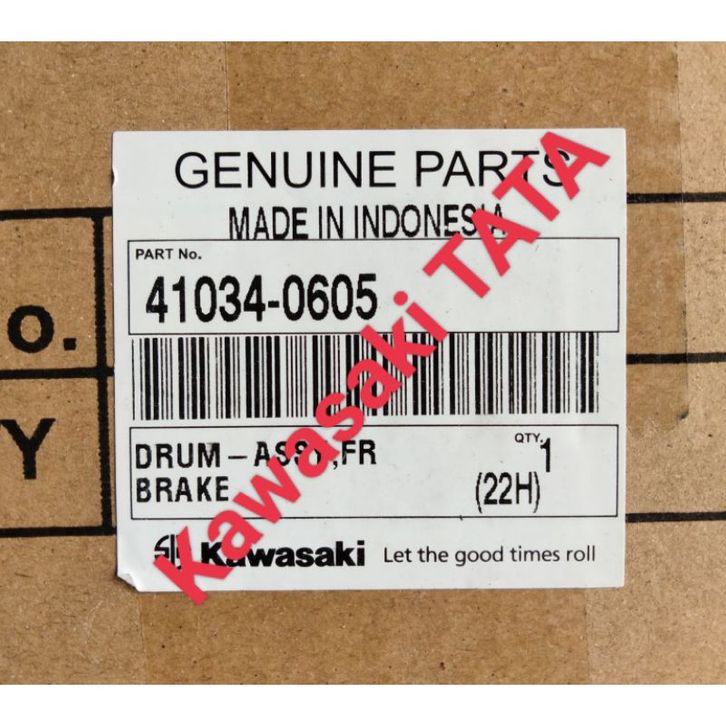 GENUINE PARTS
MADE IN INDONESIA
PART No.
41034-0605
DRUM-ASSY,FR
BRAKE
QTY.
1
(22H)
Kawasaki Let the good times roll
Kawasaki TATA
o.
Y